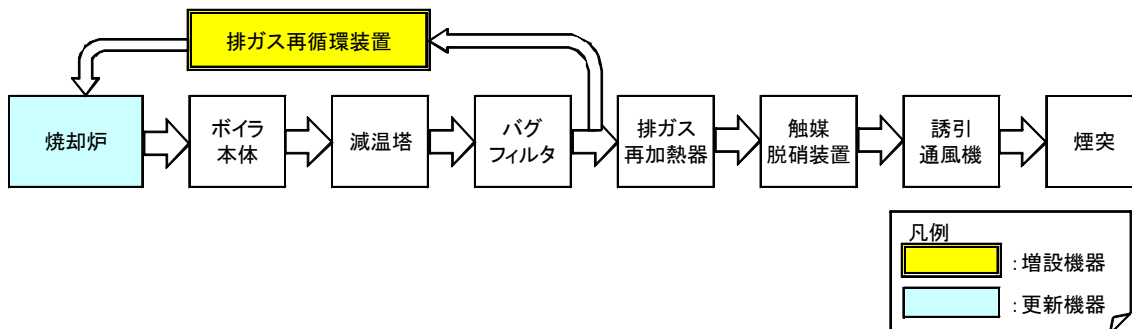 排ガス再循環装置
焼却炉
ボイラ
本体
減温塔
バグ
フィルタ
排ガス
再加熱器
触媒
脱硝装置
誘引
通風機
煙突
凡例
：増設機器
：更新機器